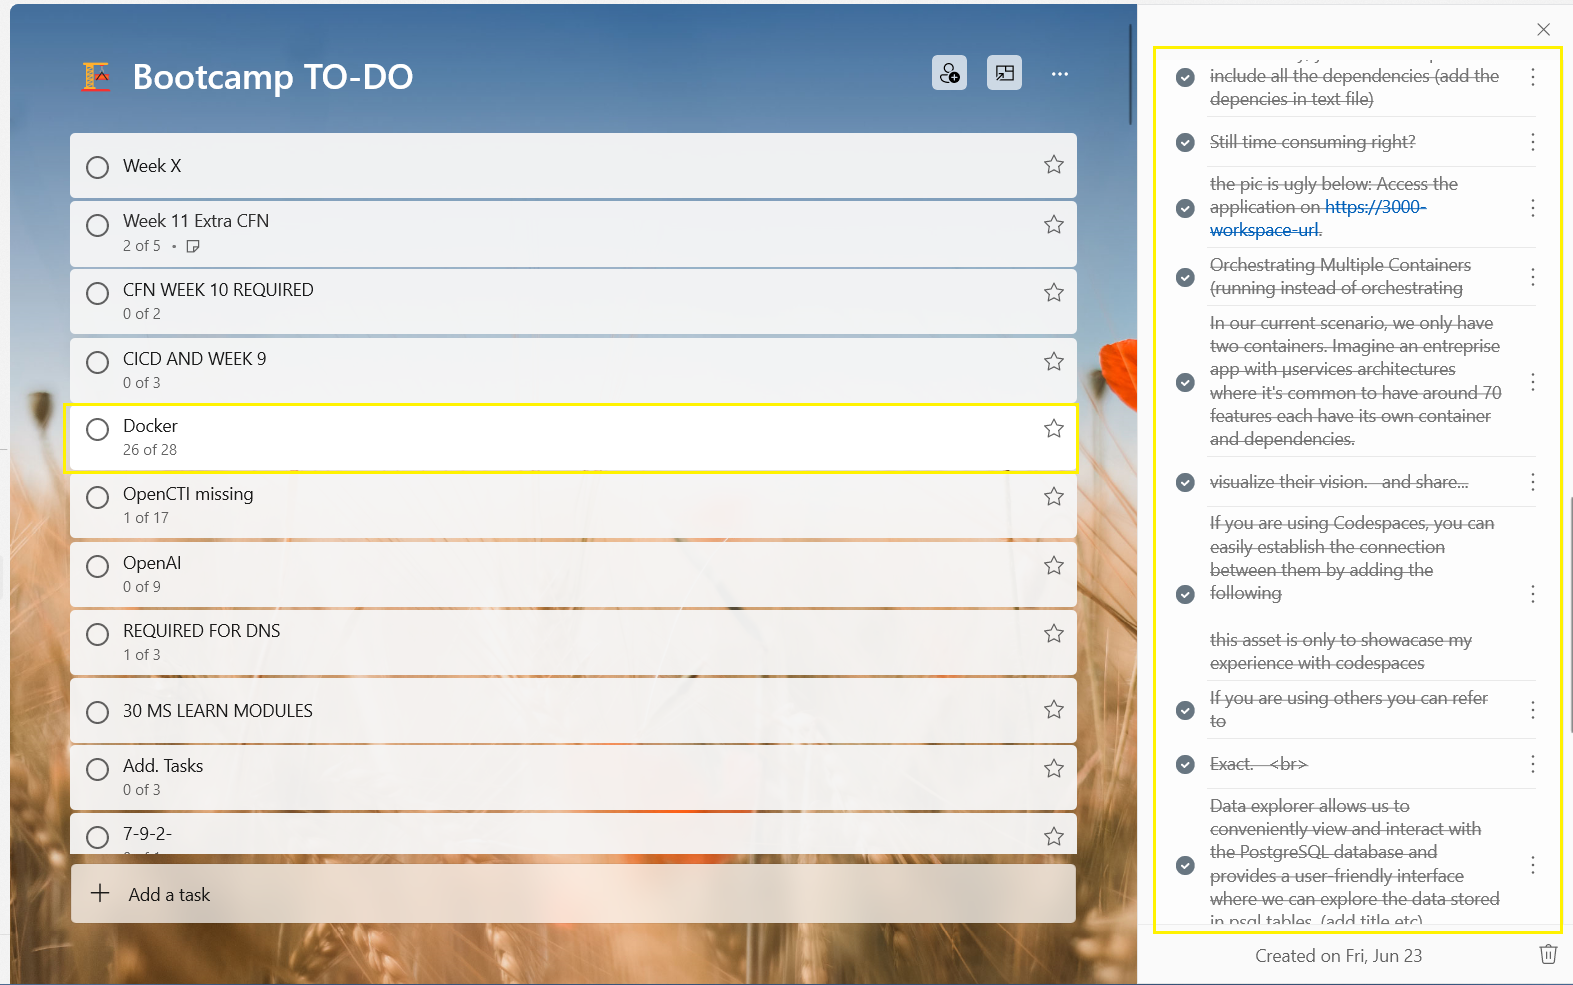 Bootcamp TO-DO
Week X
Week 11 Extra CFN
2 of 5 •
CFN WEEK 10 REQUIRED
0 of 2
CICD AND WEEK 9
0 of 3
Docker
26 of 28
OpenCTI missing
1 of 17
OpenAI
0 of 9
REQUIRED FOR DNS
1 of 3
30 MS LEARN MODULES
Add. Tasks
0 of 3
7-9-2-
Add a task
include all the dependencies (add the
depencies in text file)
Still time consuming right?
the pic is ugly below: Access the
application on https://3000-
workspace-url.
Orchestrating Multiple Containers
(running instead of orchestrating
In our current scenario, we only have
two containers. Imagine an entreprise
app with µservices architectures
where it's common to have around 70
features each have its own container
and dependencies.
visualize their vision. and share...
If you are using Codespaces, you can
easily establish the connection
between them by adding the
following
this asset is only to showacase my
experience with codespaces
If you are using others you can refer
to
Exact. <br>
Data explorer allows us to
conveniently view and interact with
the PostgreSQL database and
provides a user-friendly interface
where we can explore the data stored
in psql tables. (add title etc)
Created on Fri, Jun 23